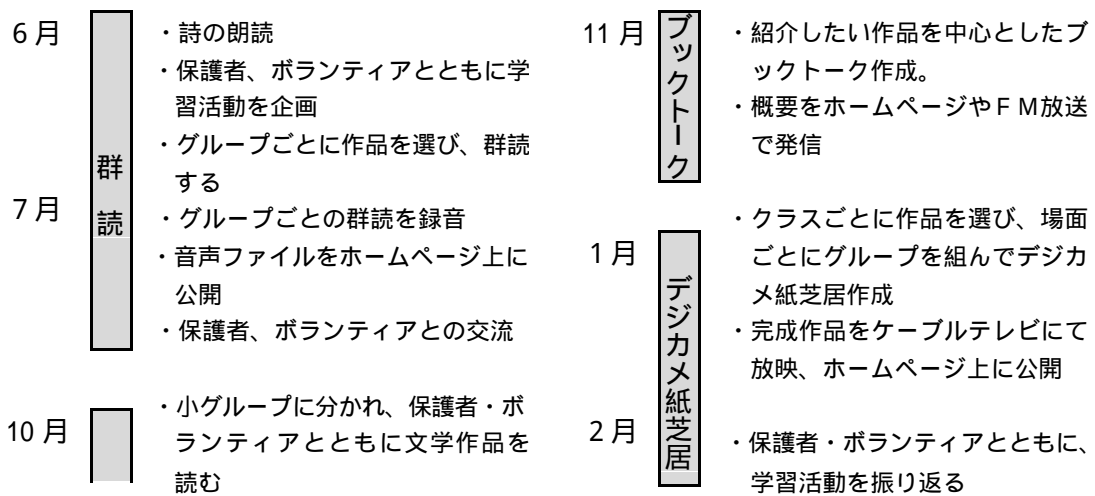 6月
群読
・詩の朗読
・保護者、ボランティアとともに学
習活動を企画
・グループごとに作品を選び、群読
する
7月
・グループごとの群読を録音
・音声ファイルをホームページ上に
公開
・保護者、ボランティアとの交流
10月
・小グループに分かれ、保護者・ボ
ランティアとともに文学作品を
読む
11月
ブックトーク
・紹介したい作品を中心としたブ
ックトーク作成。
・概要をホームページやFM放送
で発信
1月
デジカメ紙芝居
・クラスごとに作品を選び、場面
ごとにグループを組んでデジカ
メ紙芝居作成
・完成作品をケーブルテレビにて
放映、ホームページ上に公開
2月
・保護者・ボランティアとともに、
学習活動を振り返る